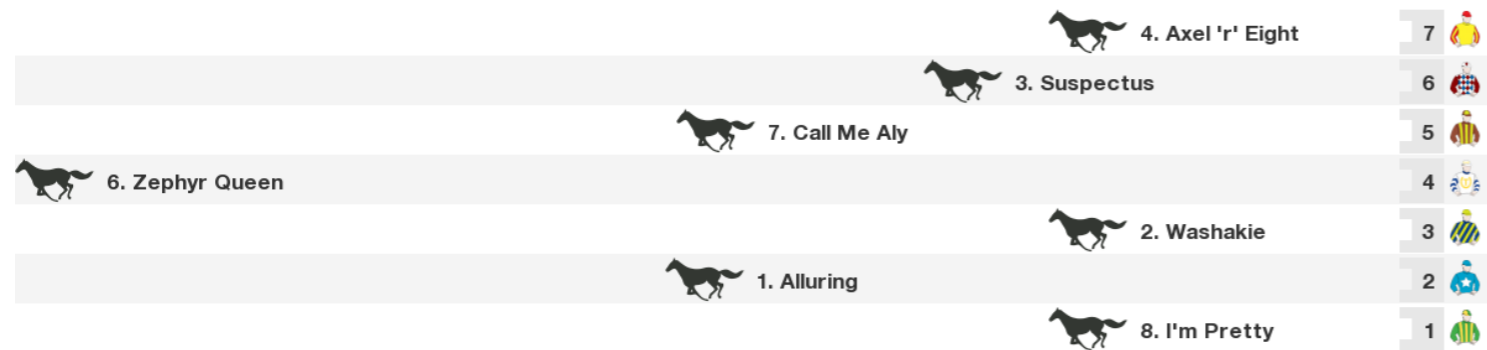 4. Axel 'r' Eight 7
3. Suspectus 6
7. Call Me Aly 5
6. Zephyr Queen 4
2. Washakie 3
1. Alluring 2
8. I'm Pretty 1